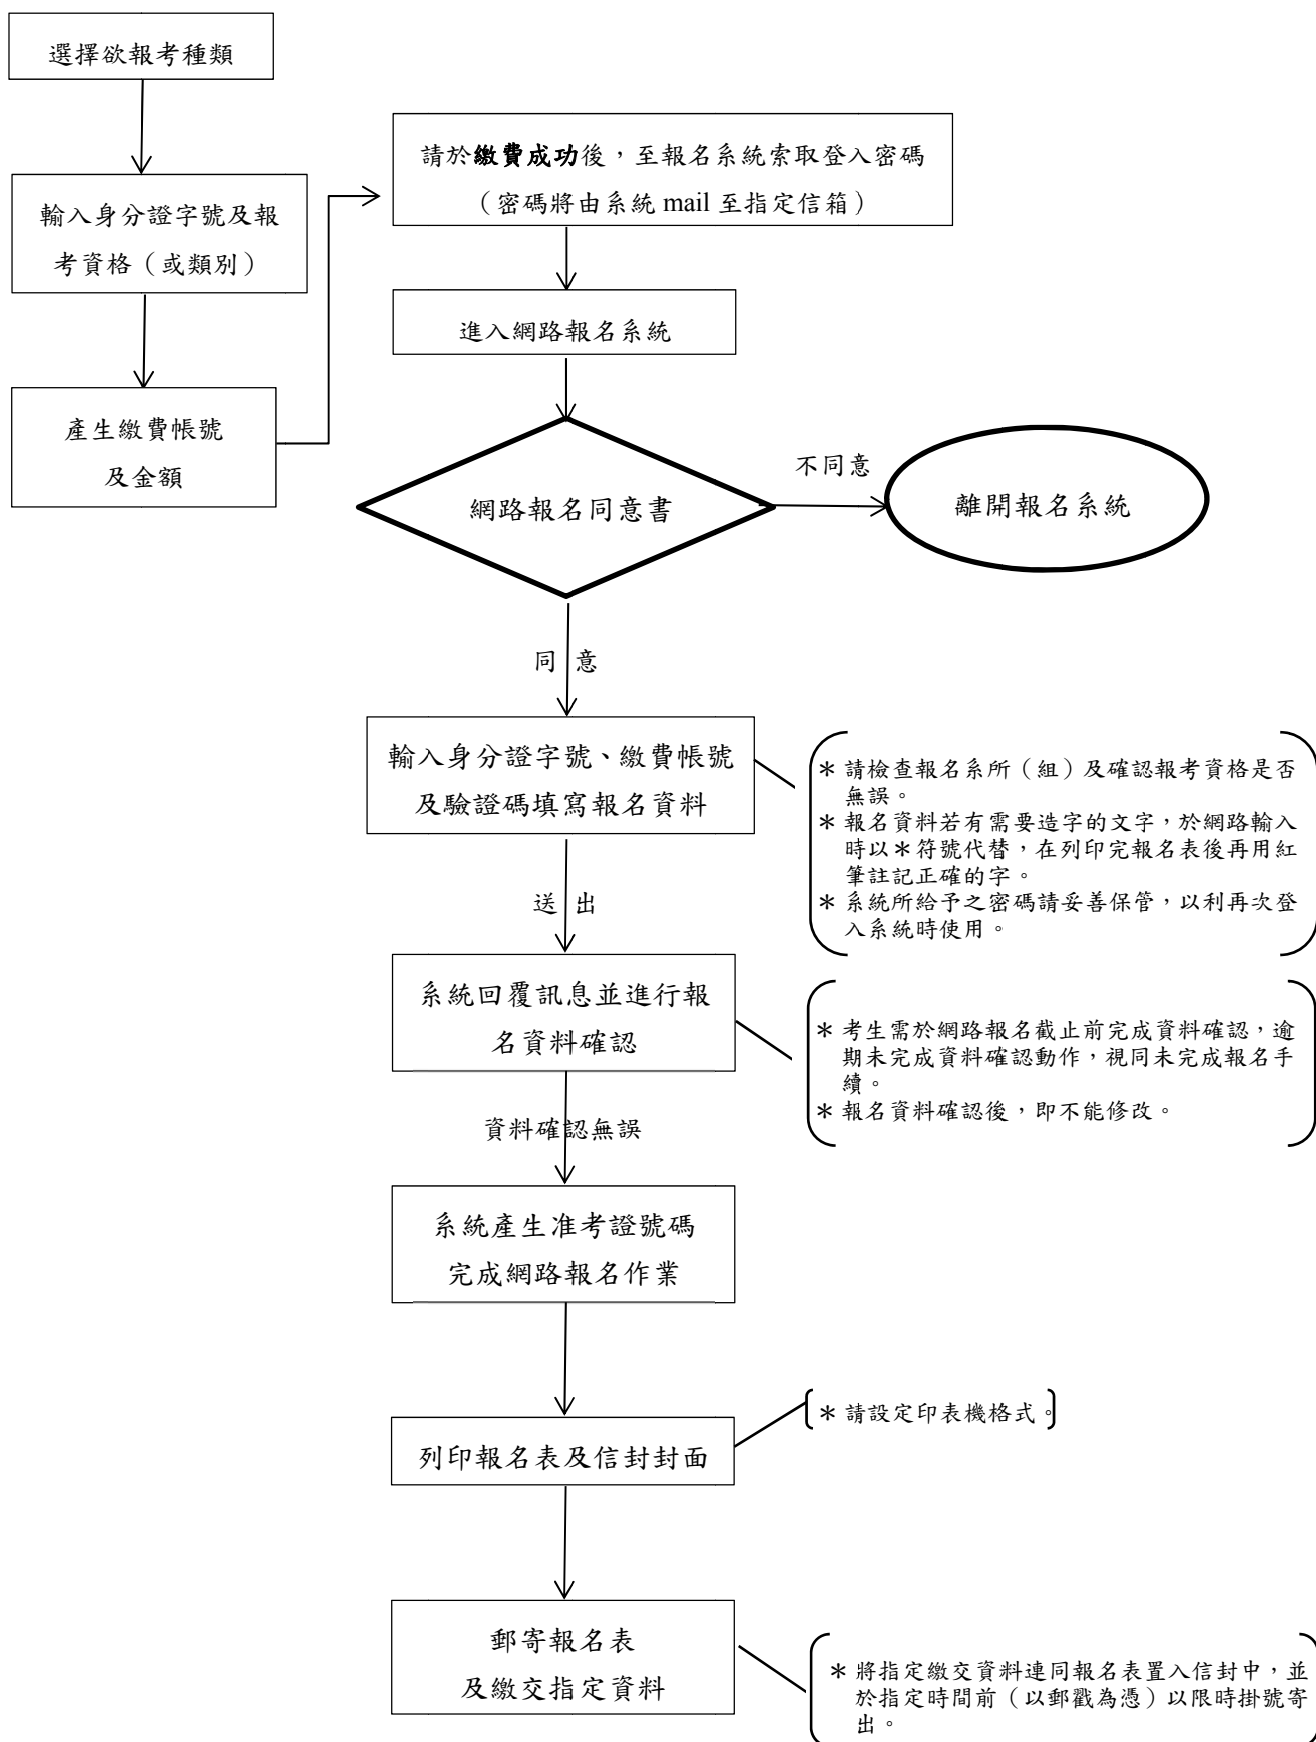 選擇欲報考種類
輸入身分證字號及報
考資格（或類別）
產生繳費帳號
及金額
請於繳費成功後，至報名系統索取登入密碼
（密碼將由系統 mail 至指定信箱）
進入網路報名系統
網路報名同意書
不同意
離開報名系統
同 意
輸入身分證字號、繳費帳號
及驗證碼填寫報名資料
＊請檢查報名系所（組）及確認報考資格是否
無誤。
＊報名資料若有需要造字的文字，於網路輸入
時以＊符號代替，在列印完報名表後再用紅
筆註記正確的字。
＊系統所給予之密碼請妥善保管，以利再次登
入系統時使用。
送 出
系統回覆訊息並進行報
名資料確認
＊考生需於網路報名截止前完成資料確認，逾
期未完成資料確認動作，視同未完成報名手
續。
＊報名資料確認後，即不能修改。
資料確認無誤
系統產生准考證號碼
完成網路報名作業
列印報名表及信封封面
＊請設定印表機格式。
郵寄報名表
及繳交指定資料
＊將指定繳交資料連同報名表置入信封中，並
於指定時間前（以郵戳為憑）以限時掛號寄
出。